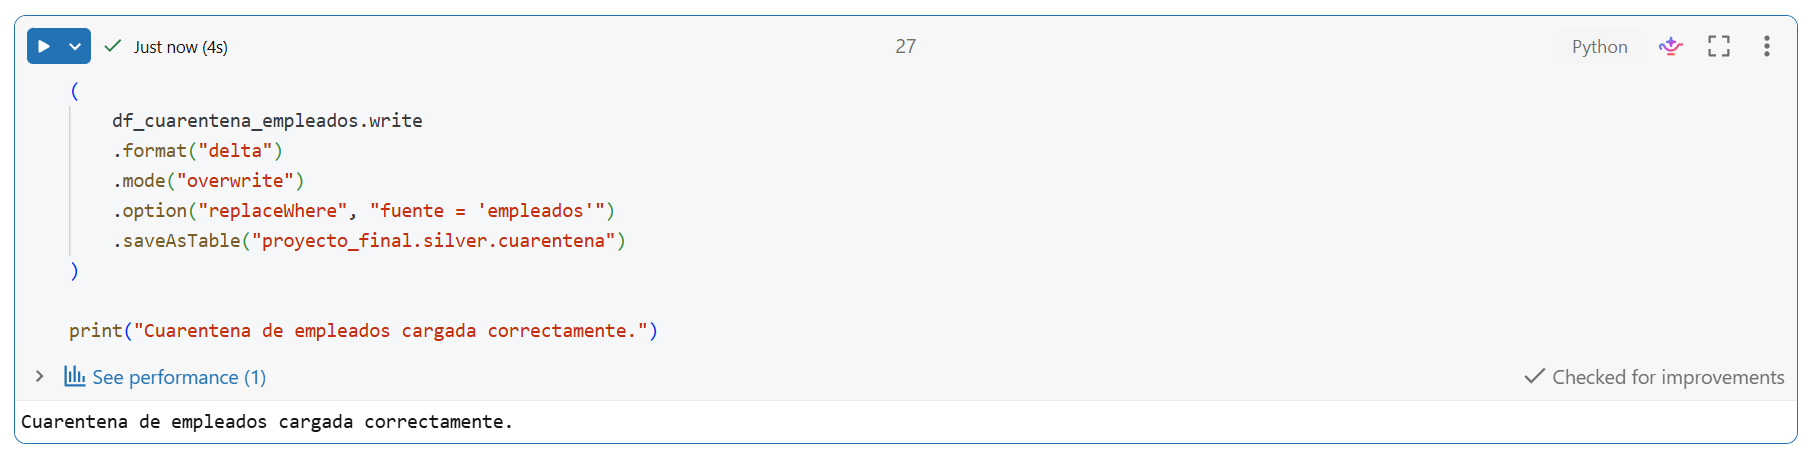 Just now (4s)
27
Python
(
    df_cuarentena_empleados.write
    .format("delta")
    .mode("overwrite")
    .option("replaceWhere", "fuente = 'empleados'")
    .saveAsTable("proyecto_final.silver.cuarentena")
)
print("Cuarentena de empleados cargada correctamente.")
See performance (1)
Checked for improvements
Cuarentena de empleados cargada correctamente.